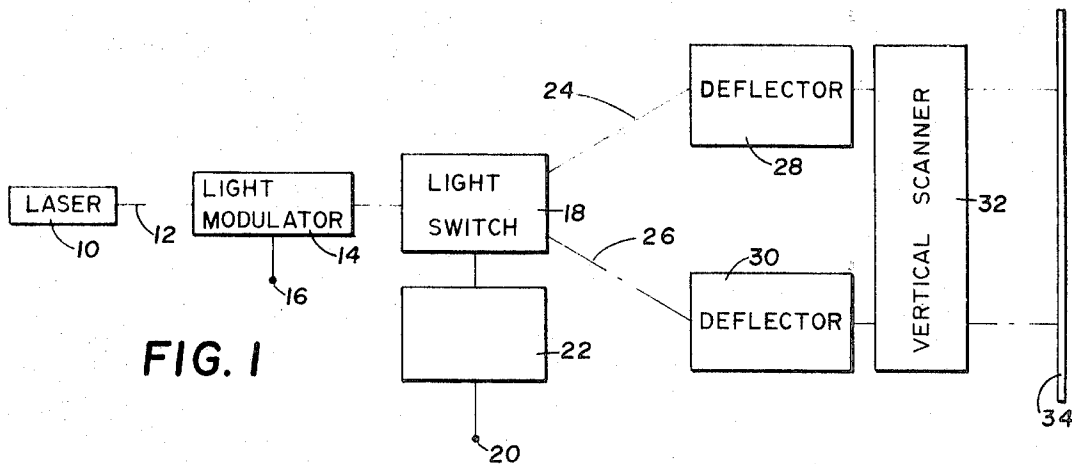 24
DEFLECTOR
28
VERTICAL SCANNER
32
LASER
10
12
LIGHT
MODULATOR
14
16
LIGHT
SWITCH
18
26
30
DEFLECTOR
22
20
34
FIG. 1